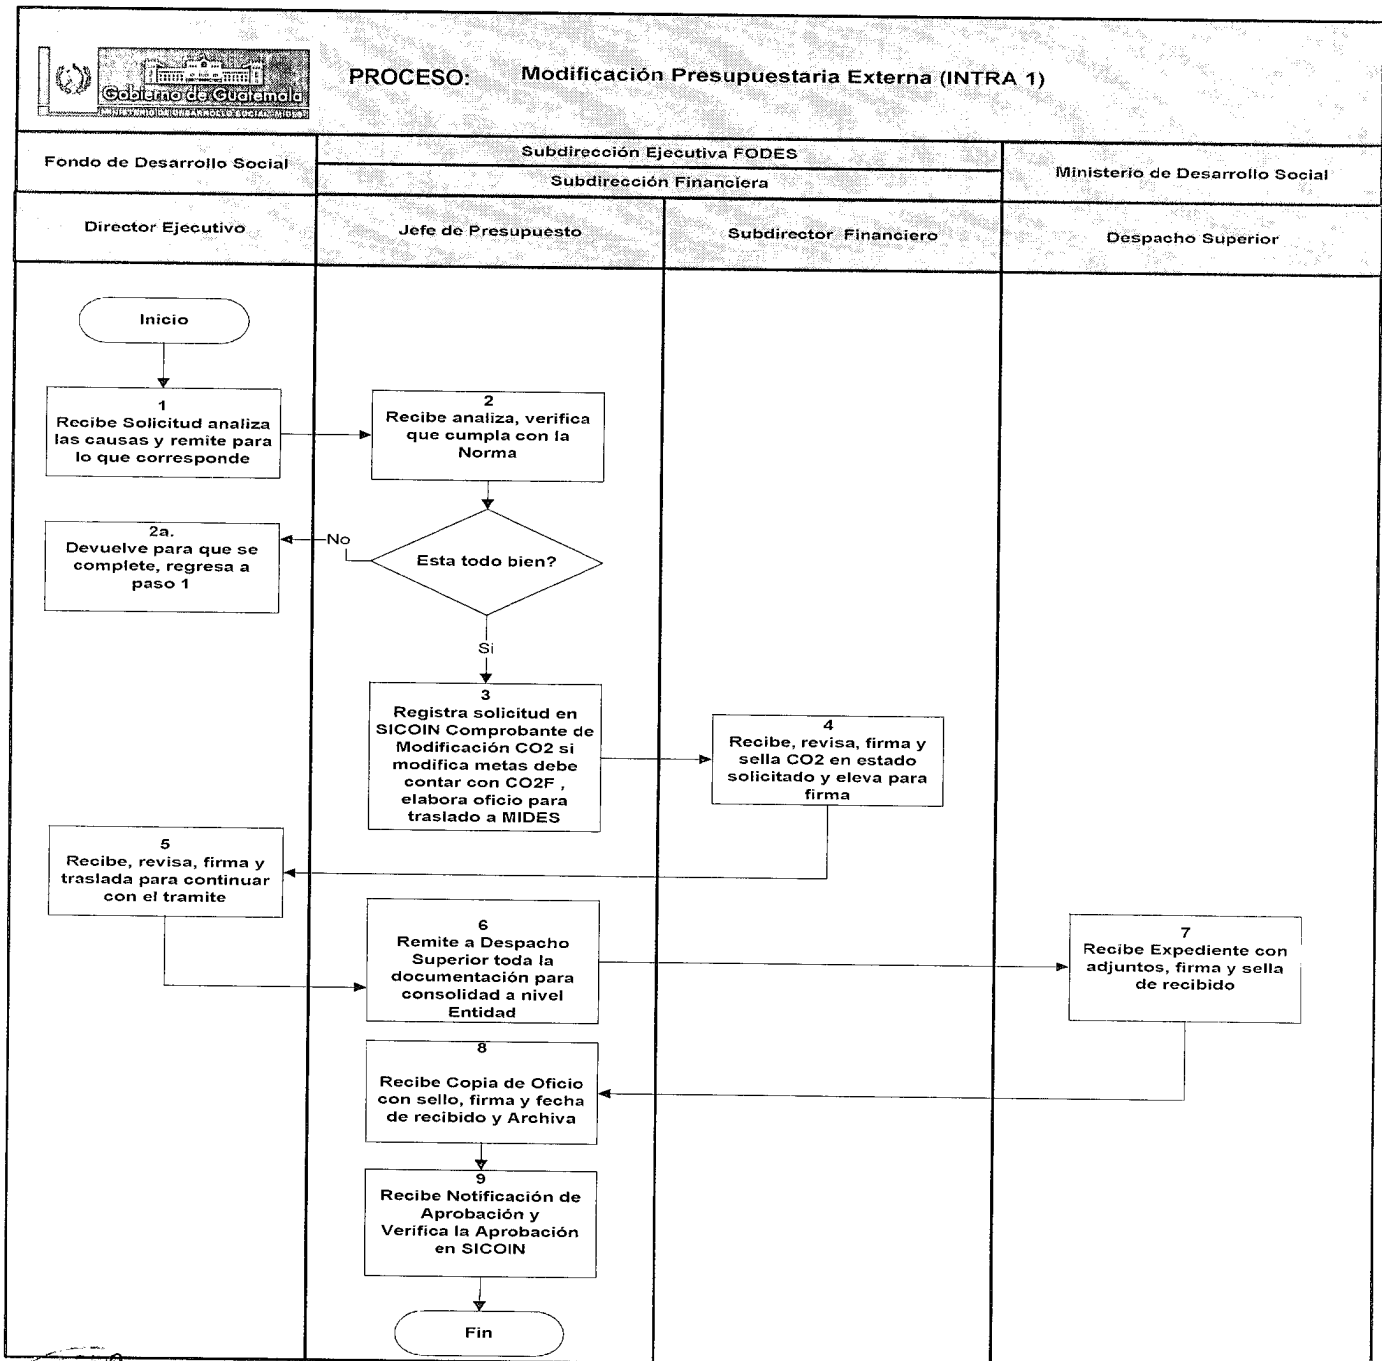 Gobierno de Guatemala
PROCESO: Modificación Presupuestaria Externa (INTRA 1)
Fondo de Desarrollo Social
Subdirección Ejecutiva FODES
Subdirección Financiera
Ministerio de Desarrollo Social
Director Ejecutivo
Jefe de Presupuesto
Subdirector Financiero
Despacho Superior
Inicio
1
Recibe Solicitud analiza
las causas y remite para
lo que corresponde
2
Recibe analiza, verifica
que cumpla con la
Norma
2a.
Devuelve para que se
complete, regresa a
paso 1
No
Esta todo bien?
Si
3
Registra solicitud en
SICOIN Comprobante de
Modificación CO2 si
modifica metas debe
contar con CO2F ,
elabora oficio para
traslado a MIDES
4
Recibe, revisa, firma y
sella CO2 en estado
solicitado y eleva para
firma
5
Recibe, revisa, firma y
traslada para continuar
con el tramite
6
Remite a Despacho
Superior toda la
documentación para
consolidad a nivel
Entidad
7
Recibe Expediente con
adjuntos, firma y sella
de recibido
8
Recibe Copia de Oficio
con sello, firma y fecha
de recibido y Archiva
9
Recibe Notificación de
Aprobación y
Verifica la Aprobación
en SICOIN
Fin